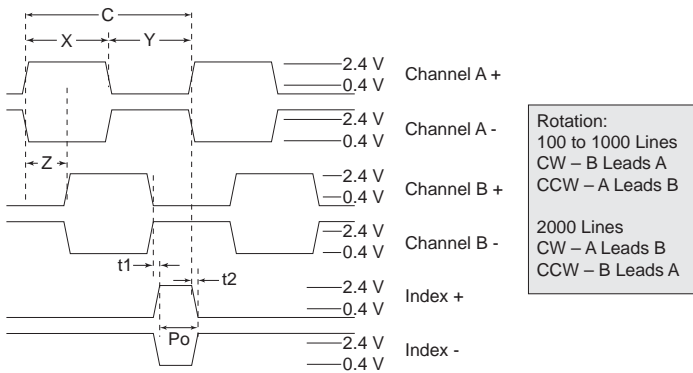 C
X Y
2.4 V
0.4 V
Channel A +
2.4 V
0.4 V
Channel A -
Z
2.4 V
0.4 V
Channel B +
2.4 V
0.4 V
Channel B -
t1
t2
2.4 V
0.4 V
Index +
Po
2.4 V
0.4 V
Index -
Rotation:
100 to 1000 Lines
CW – B Leads A
CCW – A Leads B
2000 Lines
CW – A Leads B
CCW – B Leads A